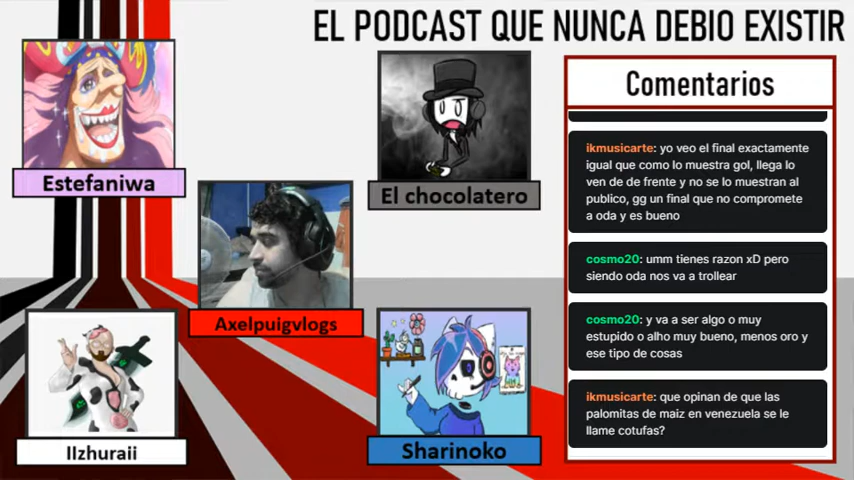 EL PODCAST QUE NUNCA DEBIO EXISTIR
Estefaniwa
El chocolatero
Axelpuigvlogs
IIzhuraii
Sharinoko
Comentarios
ikmusicarte: yo veo el final exactamente
igual que como lo muestra gol, llega lo
ven de de frente y no se lo muestran al
publico, gg un final que no compromete
a oda y es bueno
cosmo20: umm tienes razon xD pero
siendo oda nos va a trollear
cosmo20: y va a ser algo o muy
estupido o alho muy bueno, menos oro y
ese tipo de cosas
ikmusicarte: que opinan de que las
palomitas de maiz en venezuela se le
llame cotufas?